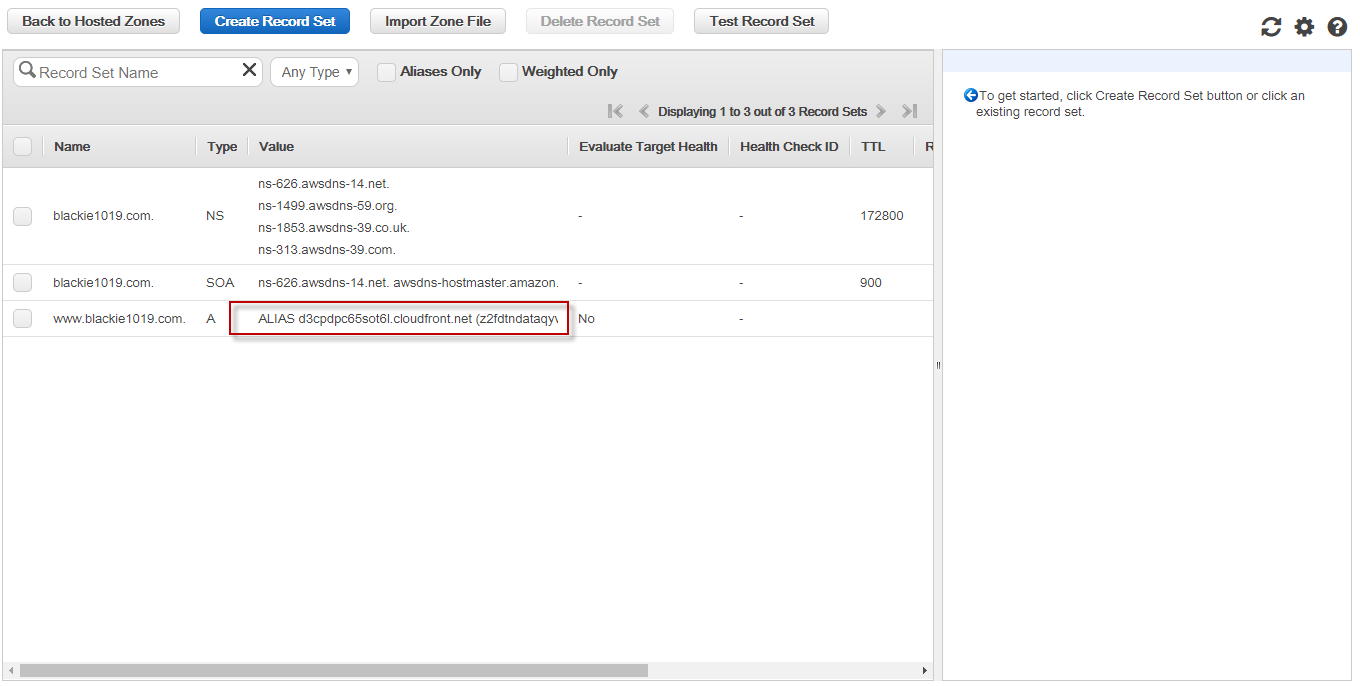 Back to Hosted Zones Create Record Set Import Zone File Delete Record Set Test Record Set
Record Set Name Any Type Aliases Only Weighted Only
Displaying 1 to 3 out of 3 Record Sets
To get started, click Create Record Set button or click an
existing record set.
Name Type Value Evaluate Target Health Health Check ID TTL R
ns-626.awsdns-14.net.
ns-1499.awsdns-59.org.
blackie1019.com. NS - - 172800
ns-1853.awsdns-39.co.uk.
ns-313.awsdns-39.com.
blackie1019.com. SOA ns-626.awsdns-14.net. awsdns-hostmaster.amazon. - - 900
www.blackie1019.com. A ALIAS d3cpdpc65sot6l.cloudfront.net (z2fdtndataqyv No -